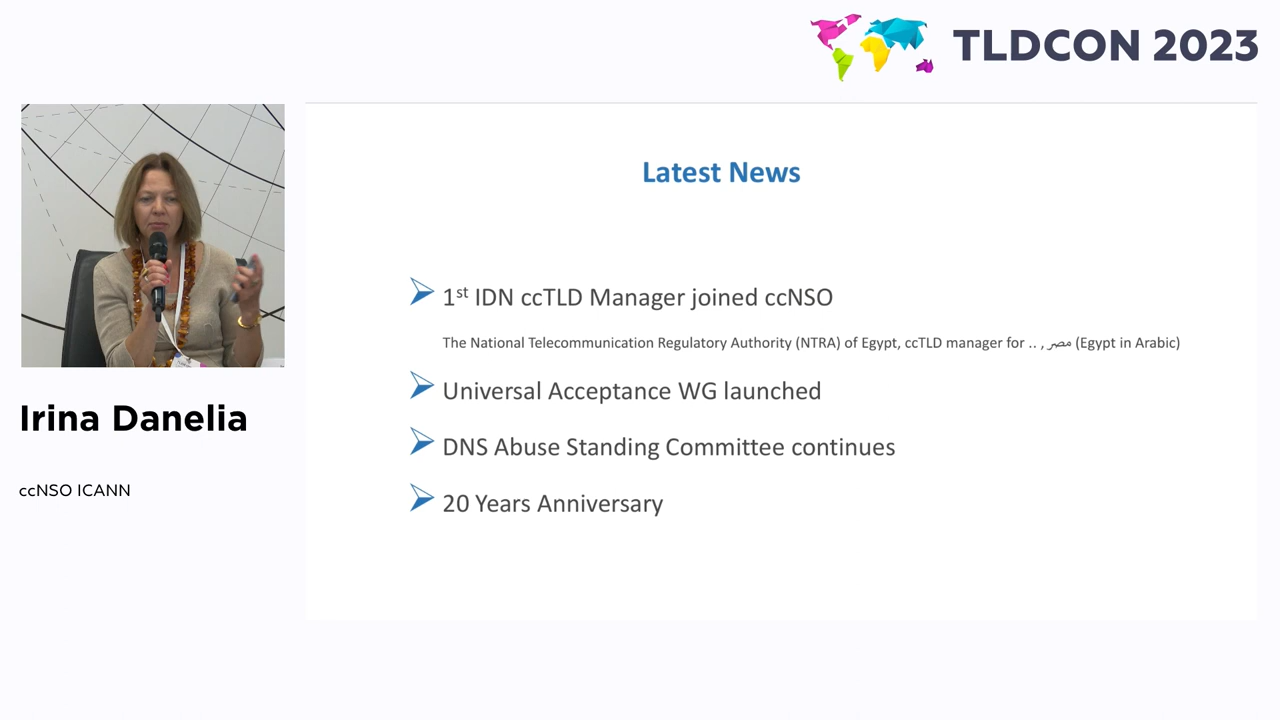 TLDCON 2023
Latest News
1st IDN ccTLD Manager joined ccNSO
The National Telecommunication Regulatory Authority (NTRA) of Egypt, ccTLD manager for .. , مصر (Egypt in Arabic)
Universal Acceptance WG launched
DNS Abuse Standing Committee continues
20 Years Anniversary
Irina Danelia
ccNSO ICANN